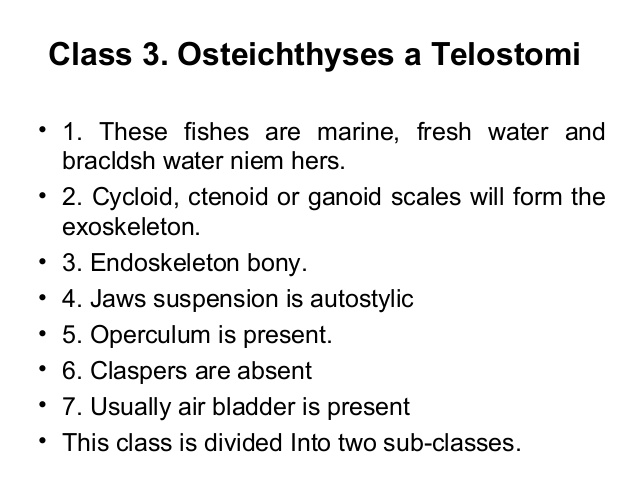 Class 3. Osteichthyses a Telostomi
• 1. These fishes are marine, fresh water and
bracldsh water niem hers.
• 2. Cycloid, ctenoid or ganoid scales will form the
exoskeleton.
• 3. Endoskeleton bony.
• 4. Jaws suspension is autostylic
• 5. Operculum is present.
• 6. Claspers are absent
• 7. Usually air bladder is present
• This class is divided Into two sub-classes.